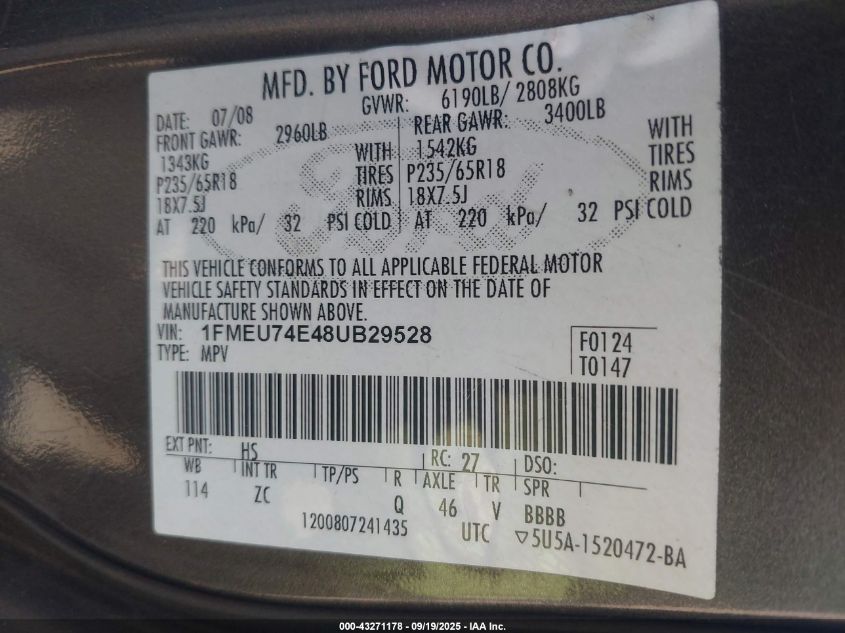 MFD. BY FORD MOTOR CO.
DATE: 07/08 GVWR: 6190LB/ 2808KG
FRONT GAWR: 2960LB REAR GAWR: 3400LB
1343KG WITH 1542KG WITH
P235/65R18 TIRES P235/65R18 TIRES
18X7.5J RIMS 18X7.5J RIMS
AT 220 kPa/ 32 PSI COLD AT 220 kPa/ 32 PSI COLD
Ford
THIS VEHICLE CONFORMS TO ALL APPLICABLE FEDERAL MOTOR
VEHICLE SAFETY STANDARDS IN EFFECT ON THE DATE OF
MANUFACTURE SHOWN ABOVE.
VIN: 1FMEU74E48UB29528
TYPE: MPV
F0124
T0147
EXT PNT: HS RC: 27 DSO:
WB INT TR TP/PS R AXLE TR SPR
114 ZC Q 46 V BBBB
1200807241435 UTC ▽5U5A-1520472-BA
000-43271178 - 09/19/2025 - IAA Inc.